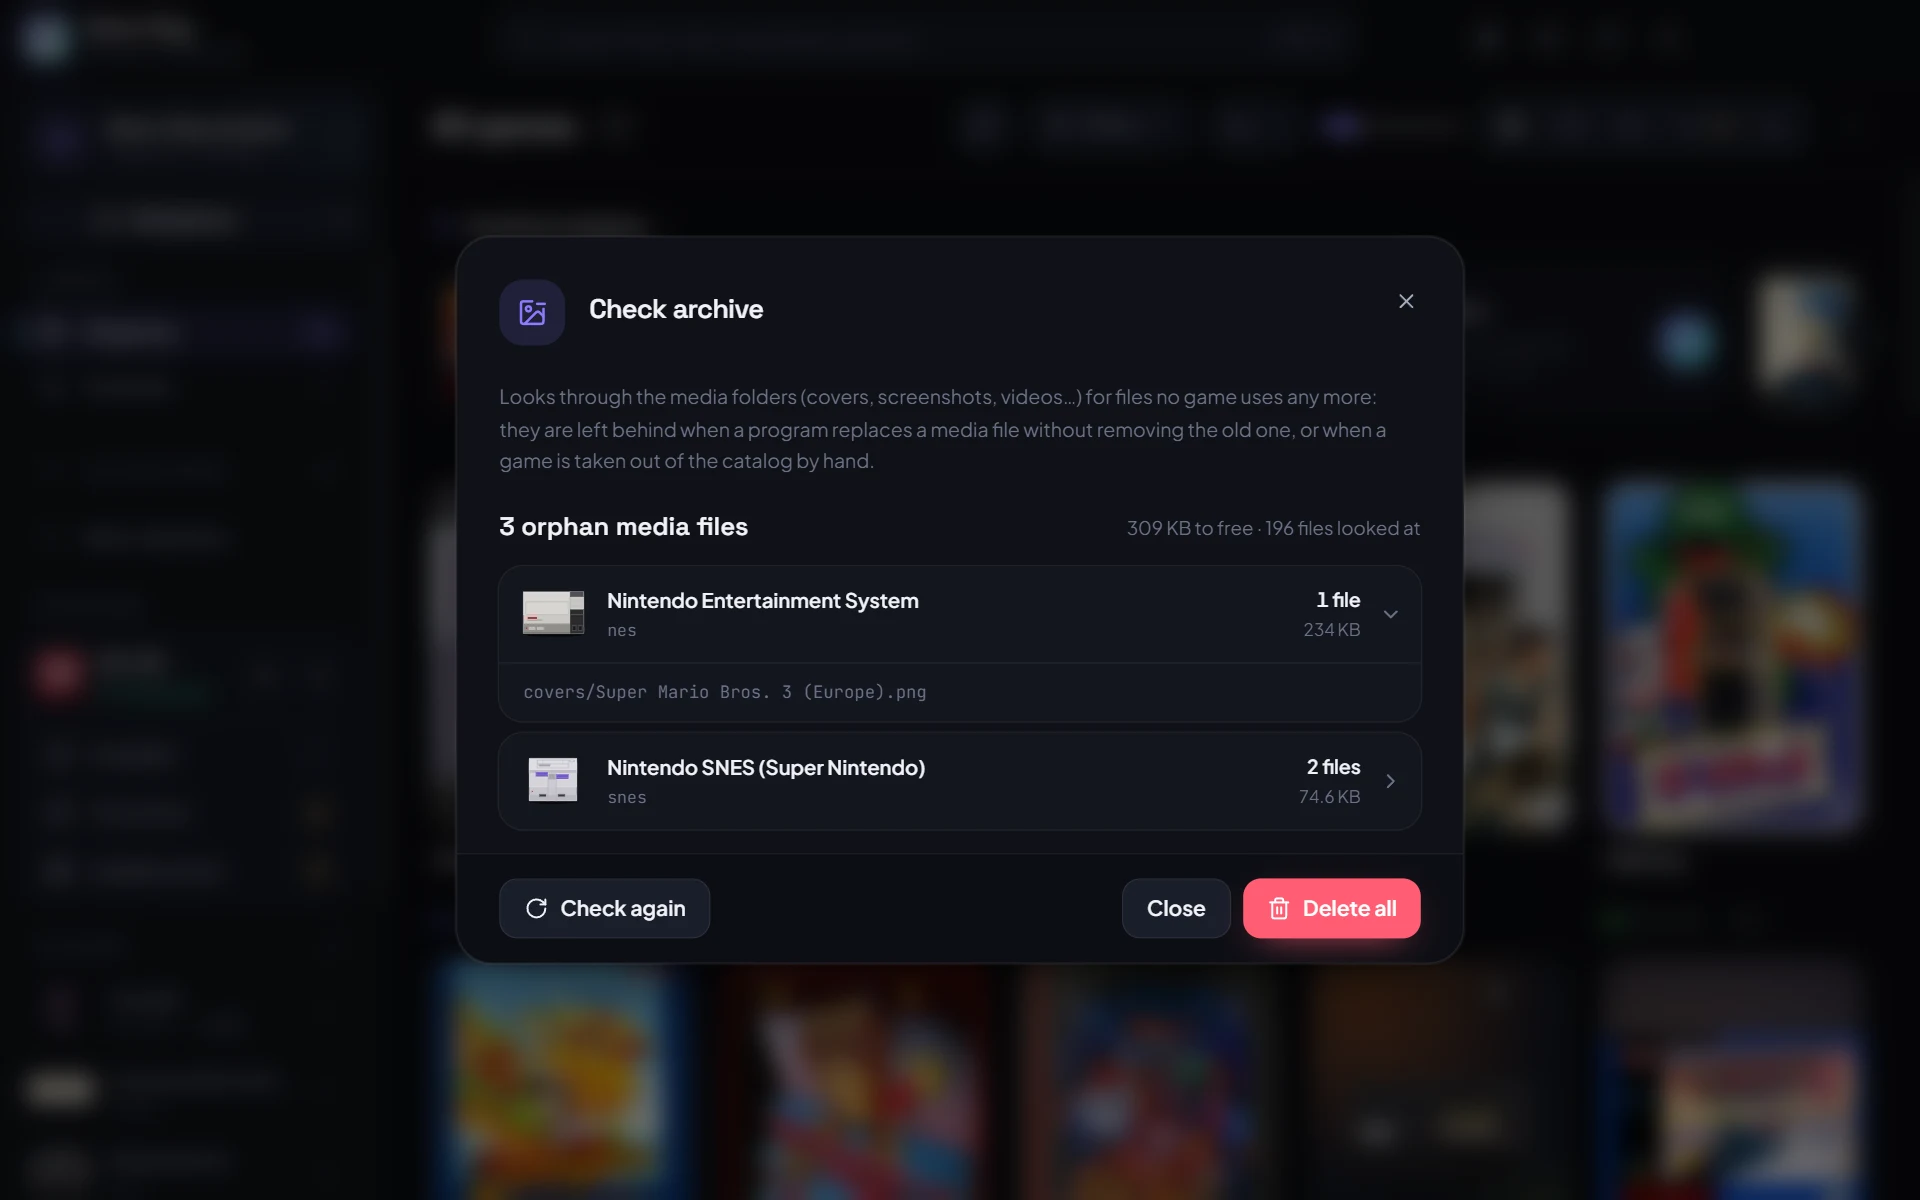 Check archive
Looks through the media folders (covers, screenshots, videos…) for files no game uses any more:
they are left behind when a program replaces a media file without removing the old one, or when a
game is taken out of the catalog by hand.
3 orphan media files
309 KB to free · 196 files looked at
Nintendo Entertainment System
1 file
nes
234 KB
covers/Super Mario Bros. 3 (Europe).png
Nintendo SNES (Super Nintendo)
2 files
snes
74.6 KB
Check again
Close
Delete all